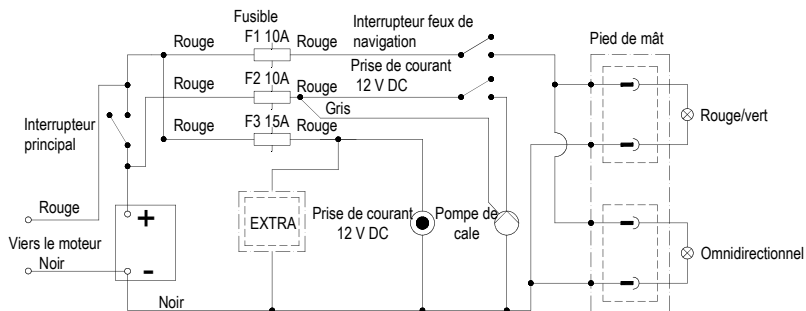 Fusible
Rouge
F1 10A
Rouge
Interrupteur feux de
navigation
Pied de mât
Rouge
F2 10A
Rouge
Prise de courant
12 V DC
Gris
Interrupteur
principal
Rouge
F3 15A
Rouge
Rouge/vert
Rouge
+
EXTRA
Prise de courant
12 V DC
Pompe de
cale
Viers le moteur
Noir
-
Omnidirectionnel
Noir